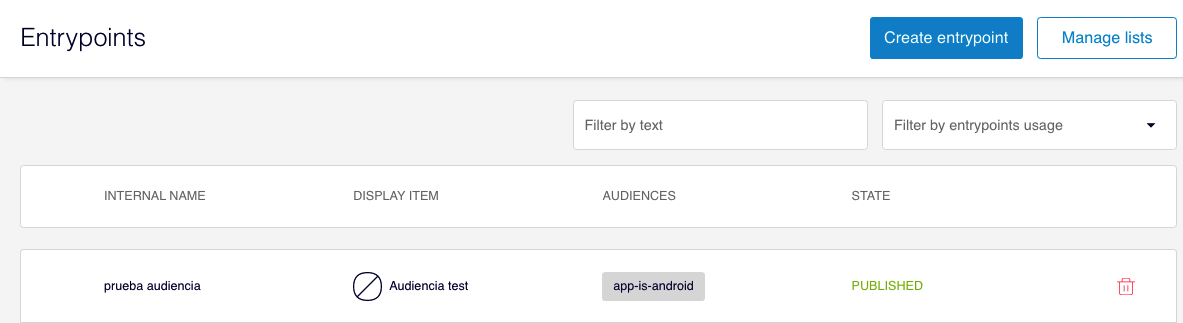 Entrypoints
Create entrypoint
Manage lists
Filter by text
Filter by entrypoints usage
INTERNAL NAME
DISPLAY ITEM
AUDIENCES
STATE
prueba audiencia
Audiencia test
app-is-android
PUBLISHED